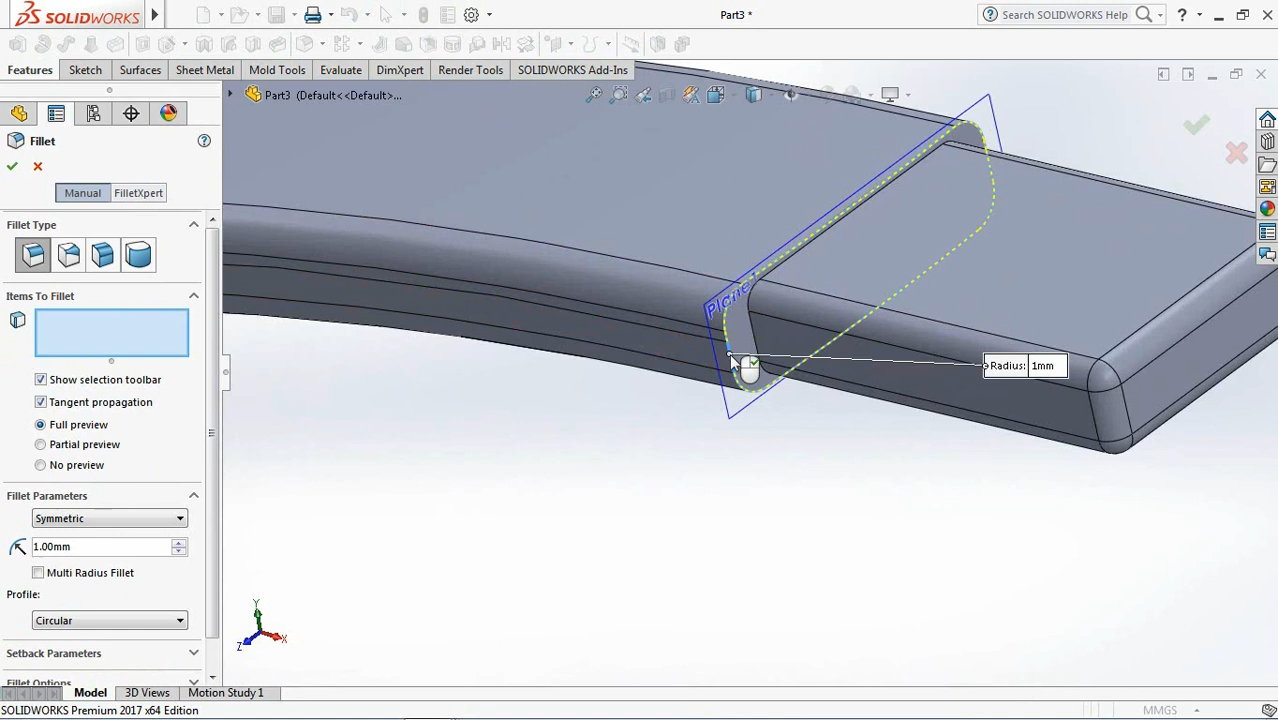 SOLIDWORKS
Part3 *
Search SOLIDWORKS Help
Features Sketch Surfaces Sheet Metal Mold Tools Evaluate DimXpert Render Tools SOLIDWORKS Add-Ins
Part3 (Default<<Default>...
Fillet
Manual FilletXpert
Fillet Type
Items To Fillet
Show selection toolbar
Tangent propagation
Full preview
Partial preview
No preview
Fillet Parameters
Symmetric
1.00mm
Multi Radius Fillet
Profile:
Circular
Setback Parameters
Fillet Options
Radius: 1mm
Y
Z X
Model 3D Views Motion Study 1
SOLIDWORKS Premium 2017 x64 Edition
MMGS